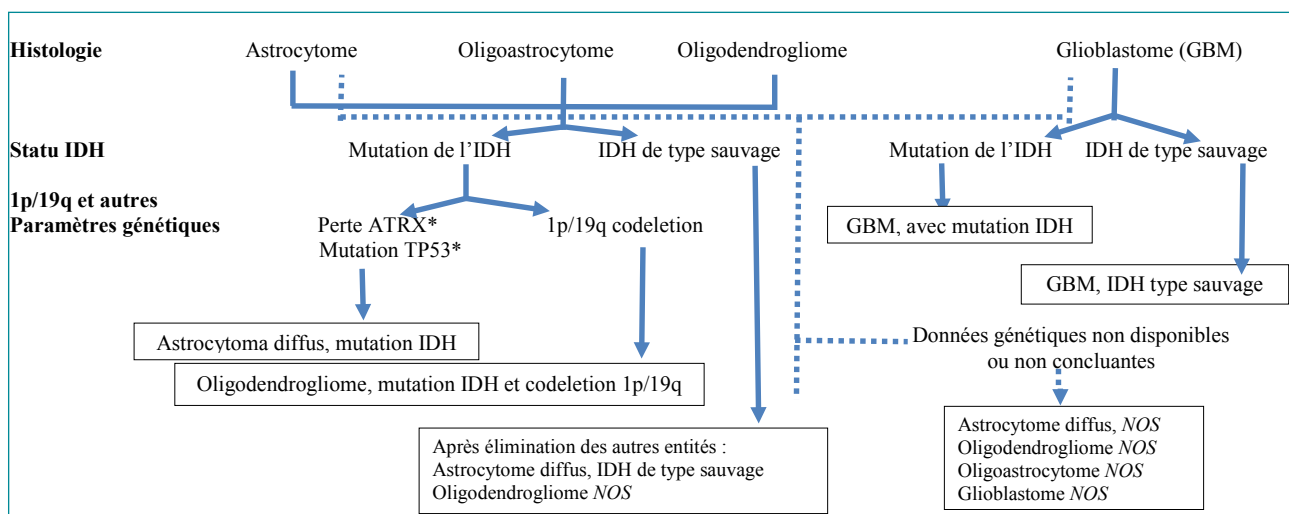 Histologie Astrocytome Oligoastrocytome Oligodendrogliome Glioblastome (GBM)
Statu IDH Mutation de l’IDH IDH de type sauvage Mutation de l’IDH IDH de type sauvage
1p/19q et autres
Paramètres génétiques
Perte ATRX*
Mutation TP53*
1p/19q codeletion
GBM, avec mutation IDH
GBM, IDH type sauvage
Astrocytoma diffus, mutation IDH
Oligodendrogliome, mutation IDH et codeletion 1p/19q
Données génétiques non disponibles
ou non concluantes
Après élimination des autres entités :
Astrocytome diffus, IDH de type sauvage
Oligodendrogliome NOS
Astrocytome diffus, NOS
Oligodendrogliome NOS
Oligoastrocytome NOS
Glioblastome NOS